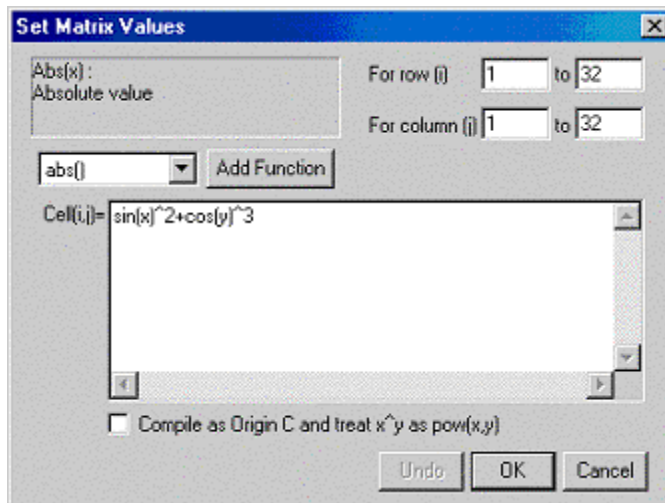 Set Matrix Values
Abs(x) :
Absolute value
For row (i) 1 to 32
For column (j) 1 to 32
abs()
Add Function
Cell(i,j)= sin(x)^2+cos(y)^3
Compile as Origin C and treat x^y as pow(x,y)
Undo OK Cancel